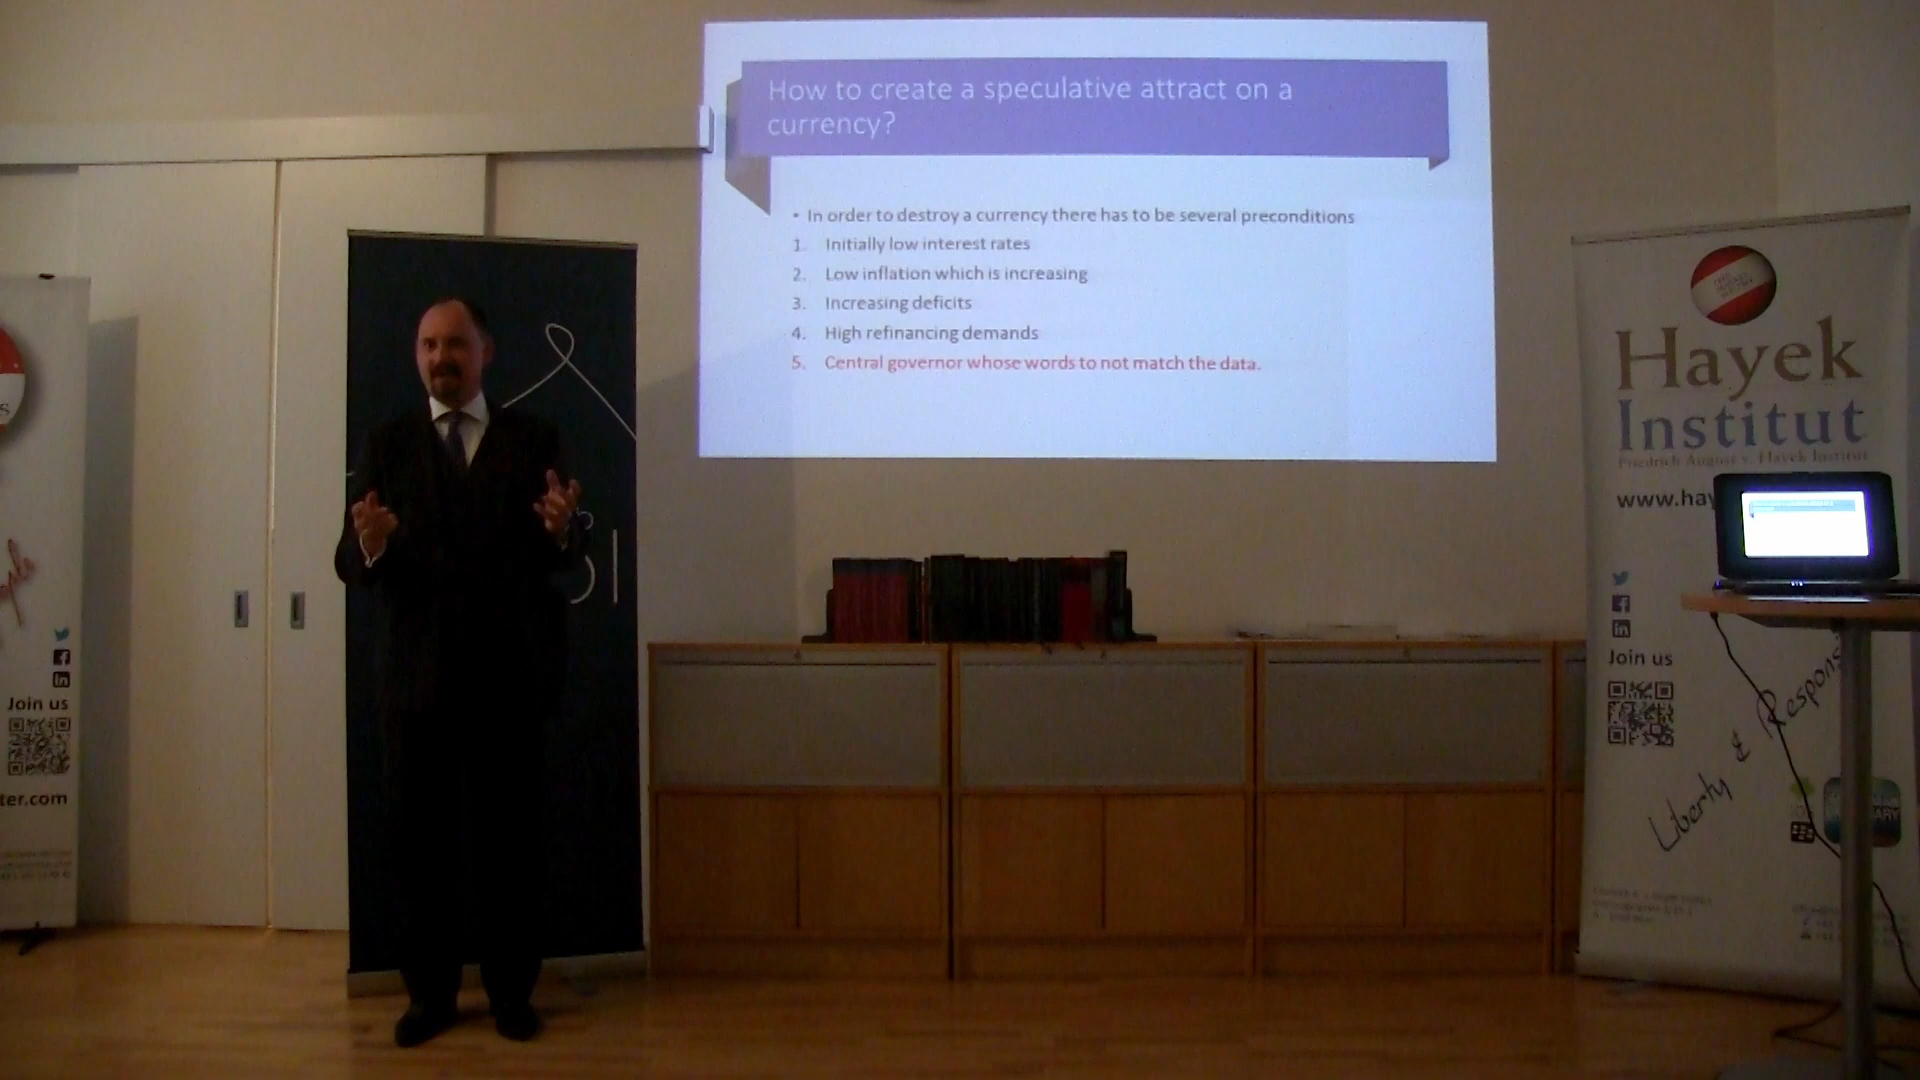 How to create a speculative attract on a
currency?
• In order to destroy a currency there has to be several preconditions
1. Initially low interest rates
2. Low inflation which is increasing
3. Increasing deficits
4. High refinancing demands
5. Central governor whose words to not match the data.
Hayek
Institut
Friedrich August v. Hayek Institut
www.hay
Join us
Liberty & Respons
s
Join us
ter.com